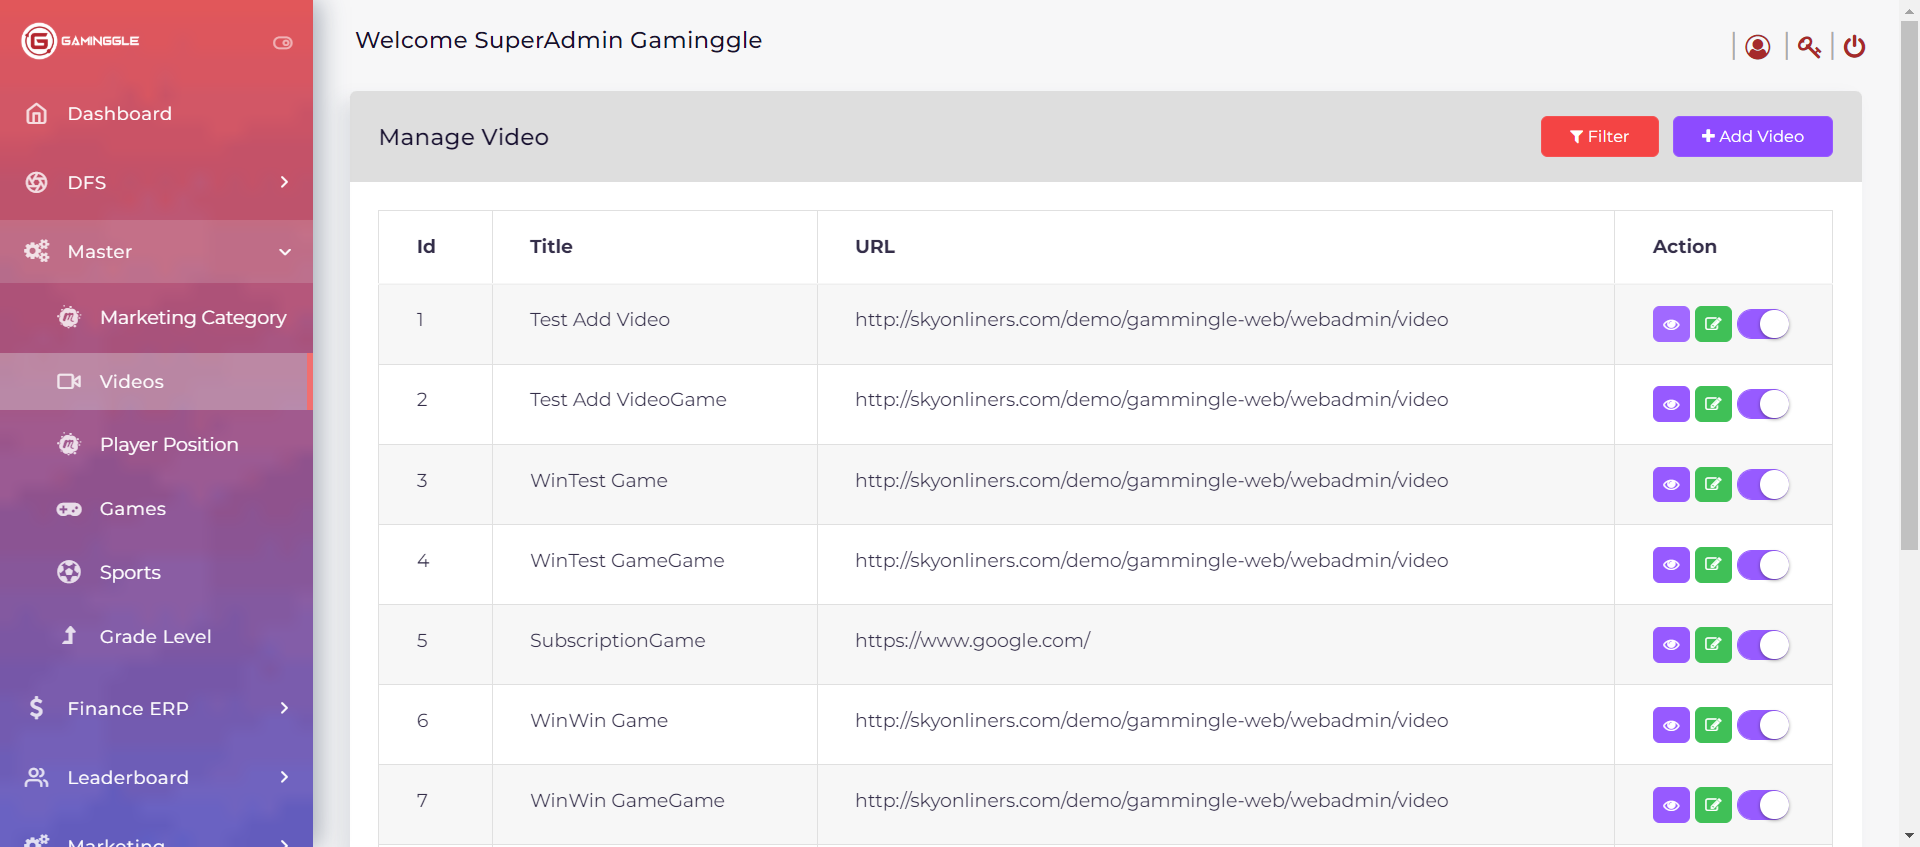 GAMINGGLE
Welcome SuperAdmin Gaminggle
Dashboard
DFS
Master
Marketing Category
Videos
Player Position
Games
Sports
Grade Level
Finance ERP
Leaderboard
Marketing
Manage Video
Filter
Add Video
Id Title URL Action
1 Test Add Video http://skyonliners.com/demo/gammingle-web/webadmin/video
2 Test Add VideoGame http://skyonliners.com/demo/gammingle-web/webadmin/video
3 WinTest Game http://skyonliners.com/demo/gammingle-web/webadmin/video
4 WinTest GameGame http://skyonliners.com/demo/gammingle-web/webadmin/video
5 SubscriptionGame https://www.google.com/
6 WinWin Game http://skyonliners.com/demo/gammingle-web/webadmin/video
7 WinWin GameGame http://skyonliners.com/demo/gammingle-web/webadmin/video